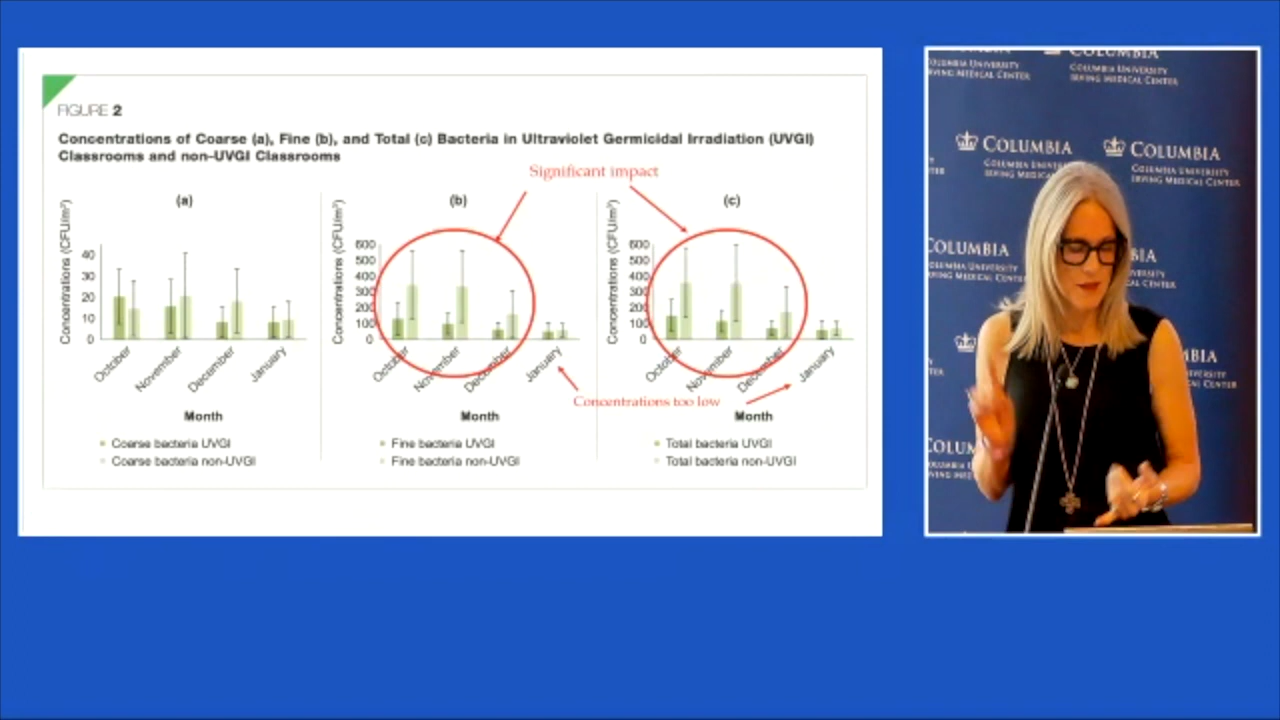 FIGURE 2
Concentrations of Coarse (a), Fine (b), and Total (c) Bacteria in Ultraviolet Germicidal Irradiation (UVGI)
Classrooms and non-UVGI Classrooms
Significant impact
(a)
(b)
(c)
Concentrations (CFU/m³)
40
30
20
10
0
October
November
December
January
Month
Coarse bacteria UVGI
Coarse bacteria non-UVGI
Concentrations (CFU/m³)
600
500
400
300
200
100
0
October
November
December
January
Month
Fine bacteria UVGI
Fine bacteria non-UVGI
Concentrations (CFU/m³)
600
500
400
300
200
100
0
October
November
December
January
Concentrations too low
Month
Total bacteria UVGI
Total bacteria non-UVGI
COLUMBIA
COLUMBIA UNIVERSITY
IRVING MEDICAL CENTER
COLUMBIA
COLUMBIA
IRVING MEDICAL CENTER
COLUMBIA
COLUMBIA UNIVERSITY